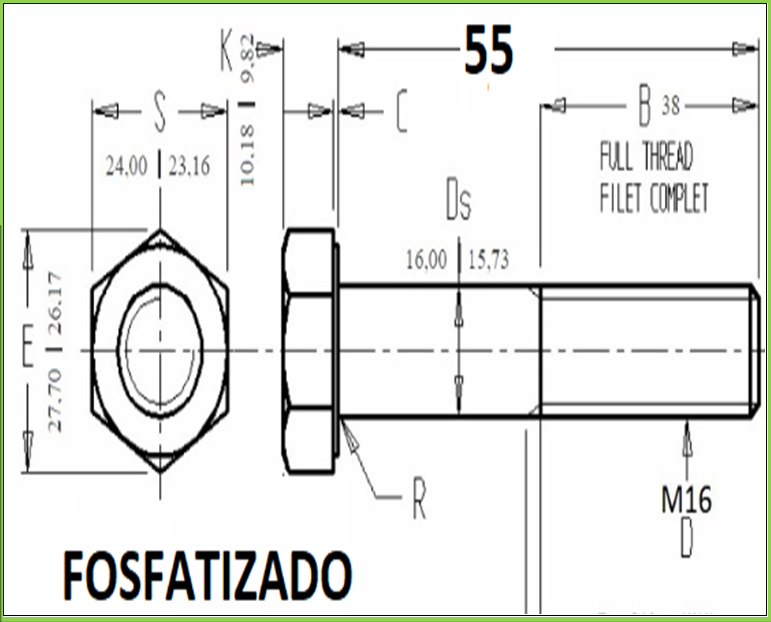 K
9,82
10.18
55
S
C
B 38
24,00 23,16
FULL THREAD
FILET COMPLET
Ds
16,00 15,73
E
26.17
27.70
R
M16
D
FOSFATIZADO